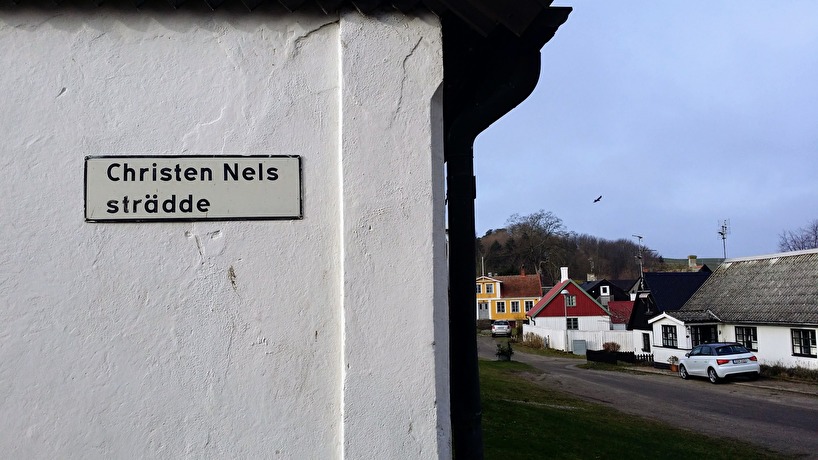 Christen Nels
strädde